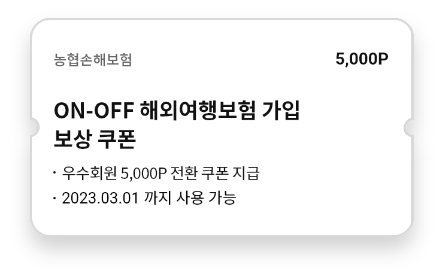 농협손해보험 5,000P
ON-OFF 해외여행보험 가입
보상 쿠폰
· 우수회원 5,000P 전환 쿠폰 지급
· 2023.03.01 까지 사용 가능